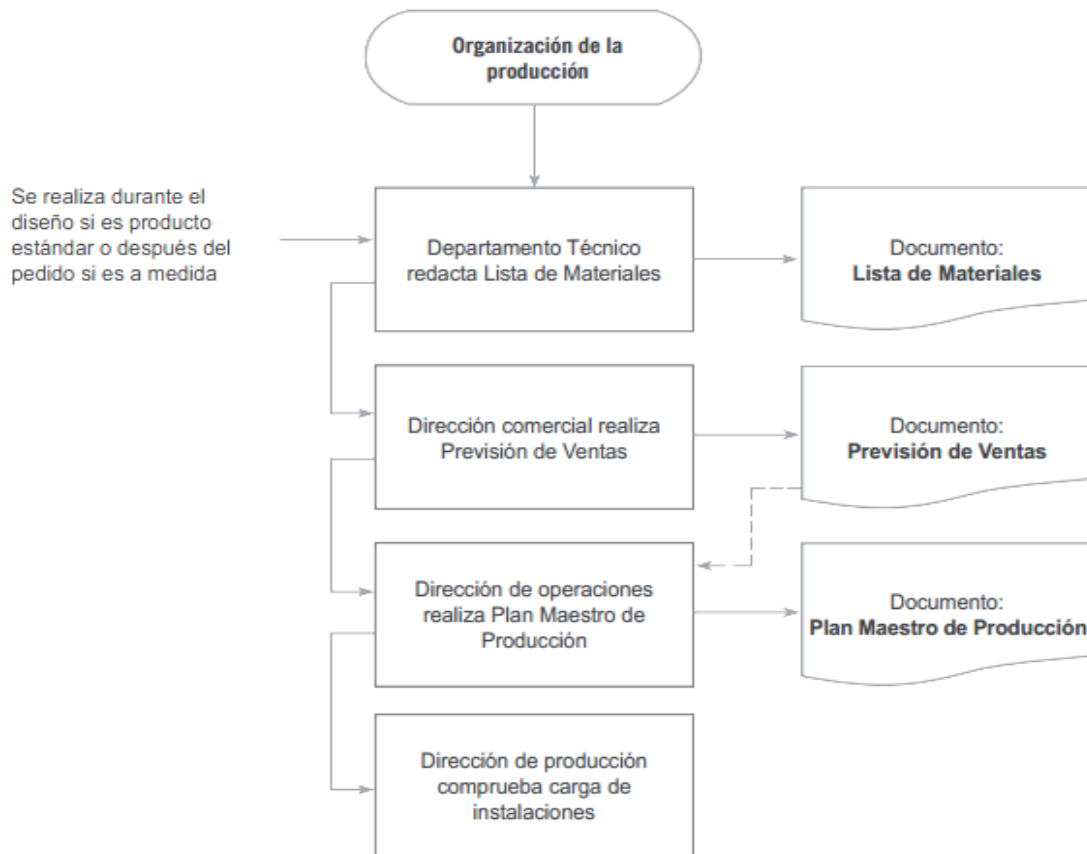 Organización de la
producción
Se realiza durante el
diseño si es producto
estándar o después del
pedido si es a medida
Departamento Técnico
redacta Lista de Materiales
Documento:
Lista de Materiales
Dirección comercial realiza
Previsión de Ventas
Documento:
Previsión de Ventas
Dirección de operaciones
realiza Plan Maestro de
Producción
Documento:
Plan Maestro de Producción
Dirección de producción
comprueba carga de
instalaciones